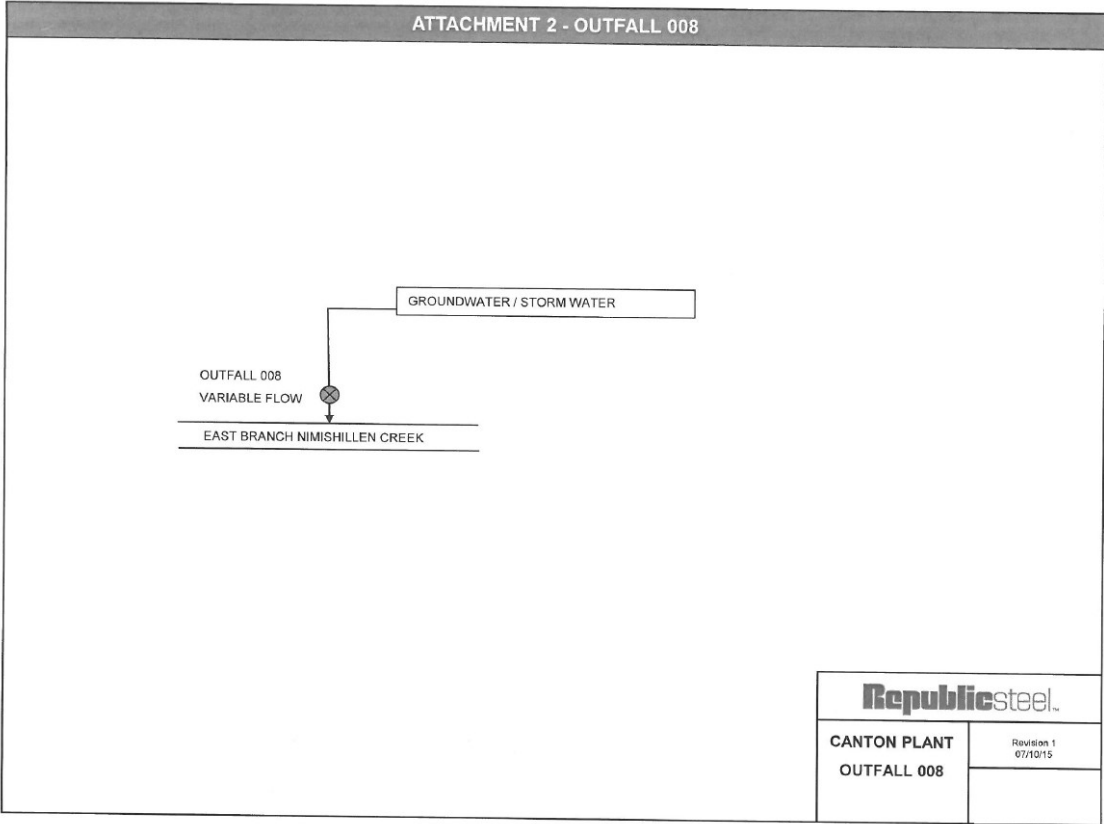 ATTACHMENT 2 - OUTFALL 008
GROUNDWATER / STORM WATER
OUTFALL 008
VARIABLE FLOW
EAST BRANCH NIMISHILLEN CREEK
Republicsteel™
CANTON PLANT
OUTFALL 008
Revision 1
07/10/15